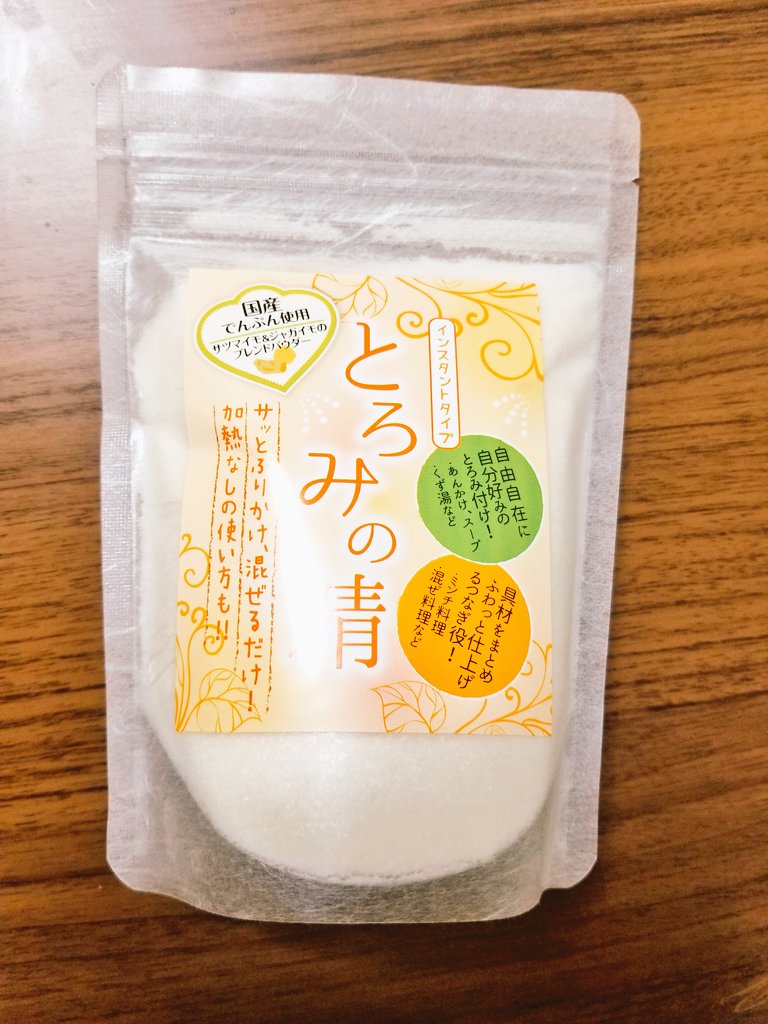 国産
でんぷん使用
サツマイモ&ジャガイモの
ブレンドパウダー
インスタントタイプ
とろみの精
自由自在に
自分好みの
とろみ付け!
・あんかけ、スープ
・くず湯など
具材をまとめ
ふわっと仕上げ
るつなぎ役!
・ミンチ料理
・混ぜ料理など
サッとふりかけ、混ぜるだけ!
加熱なしの使い方も!!